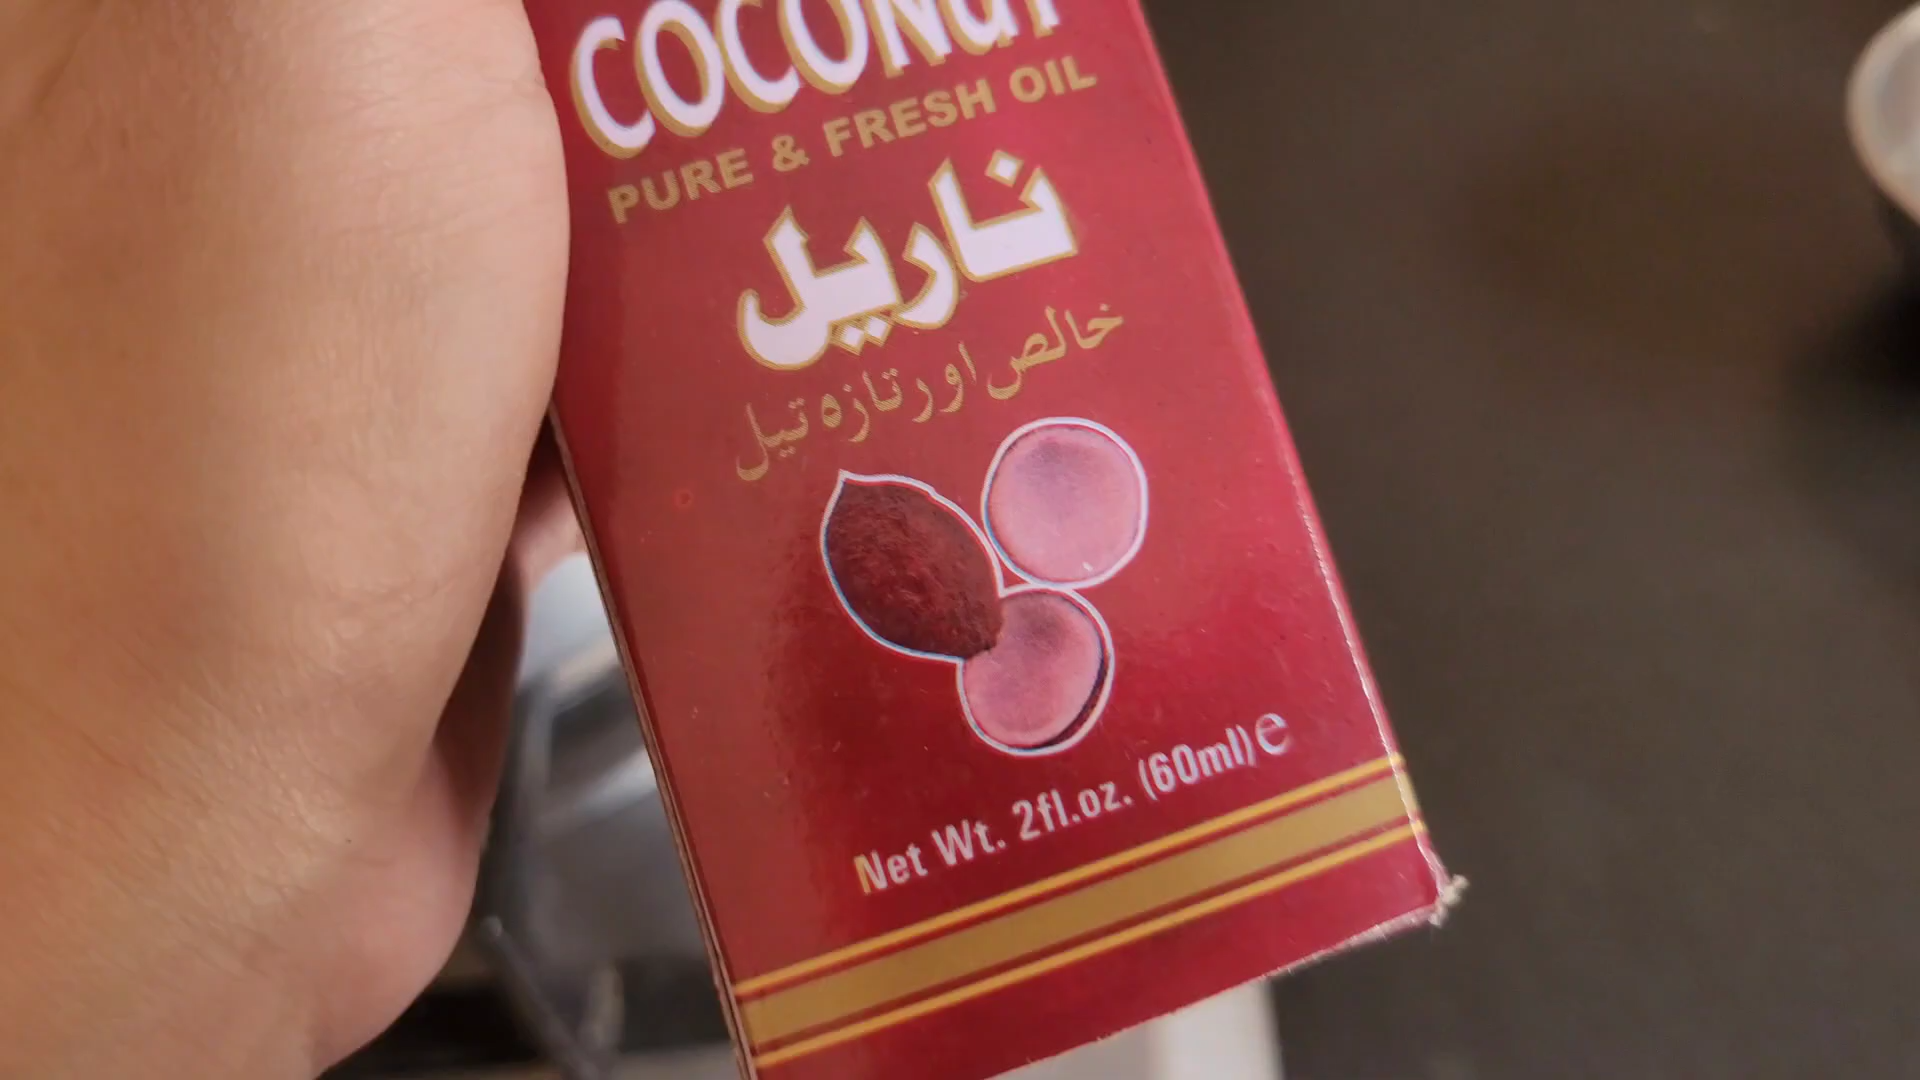 COCONUT
PURE & FRESH OIL
ناریل
خالص اور تازہ تیل
Net Wt. 2fl.oz. (60ml) e